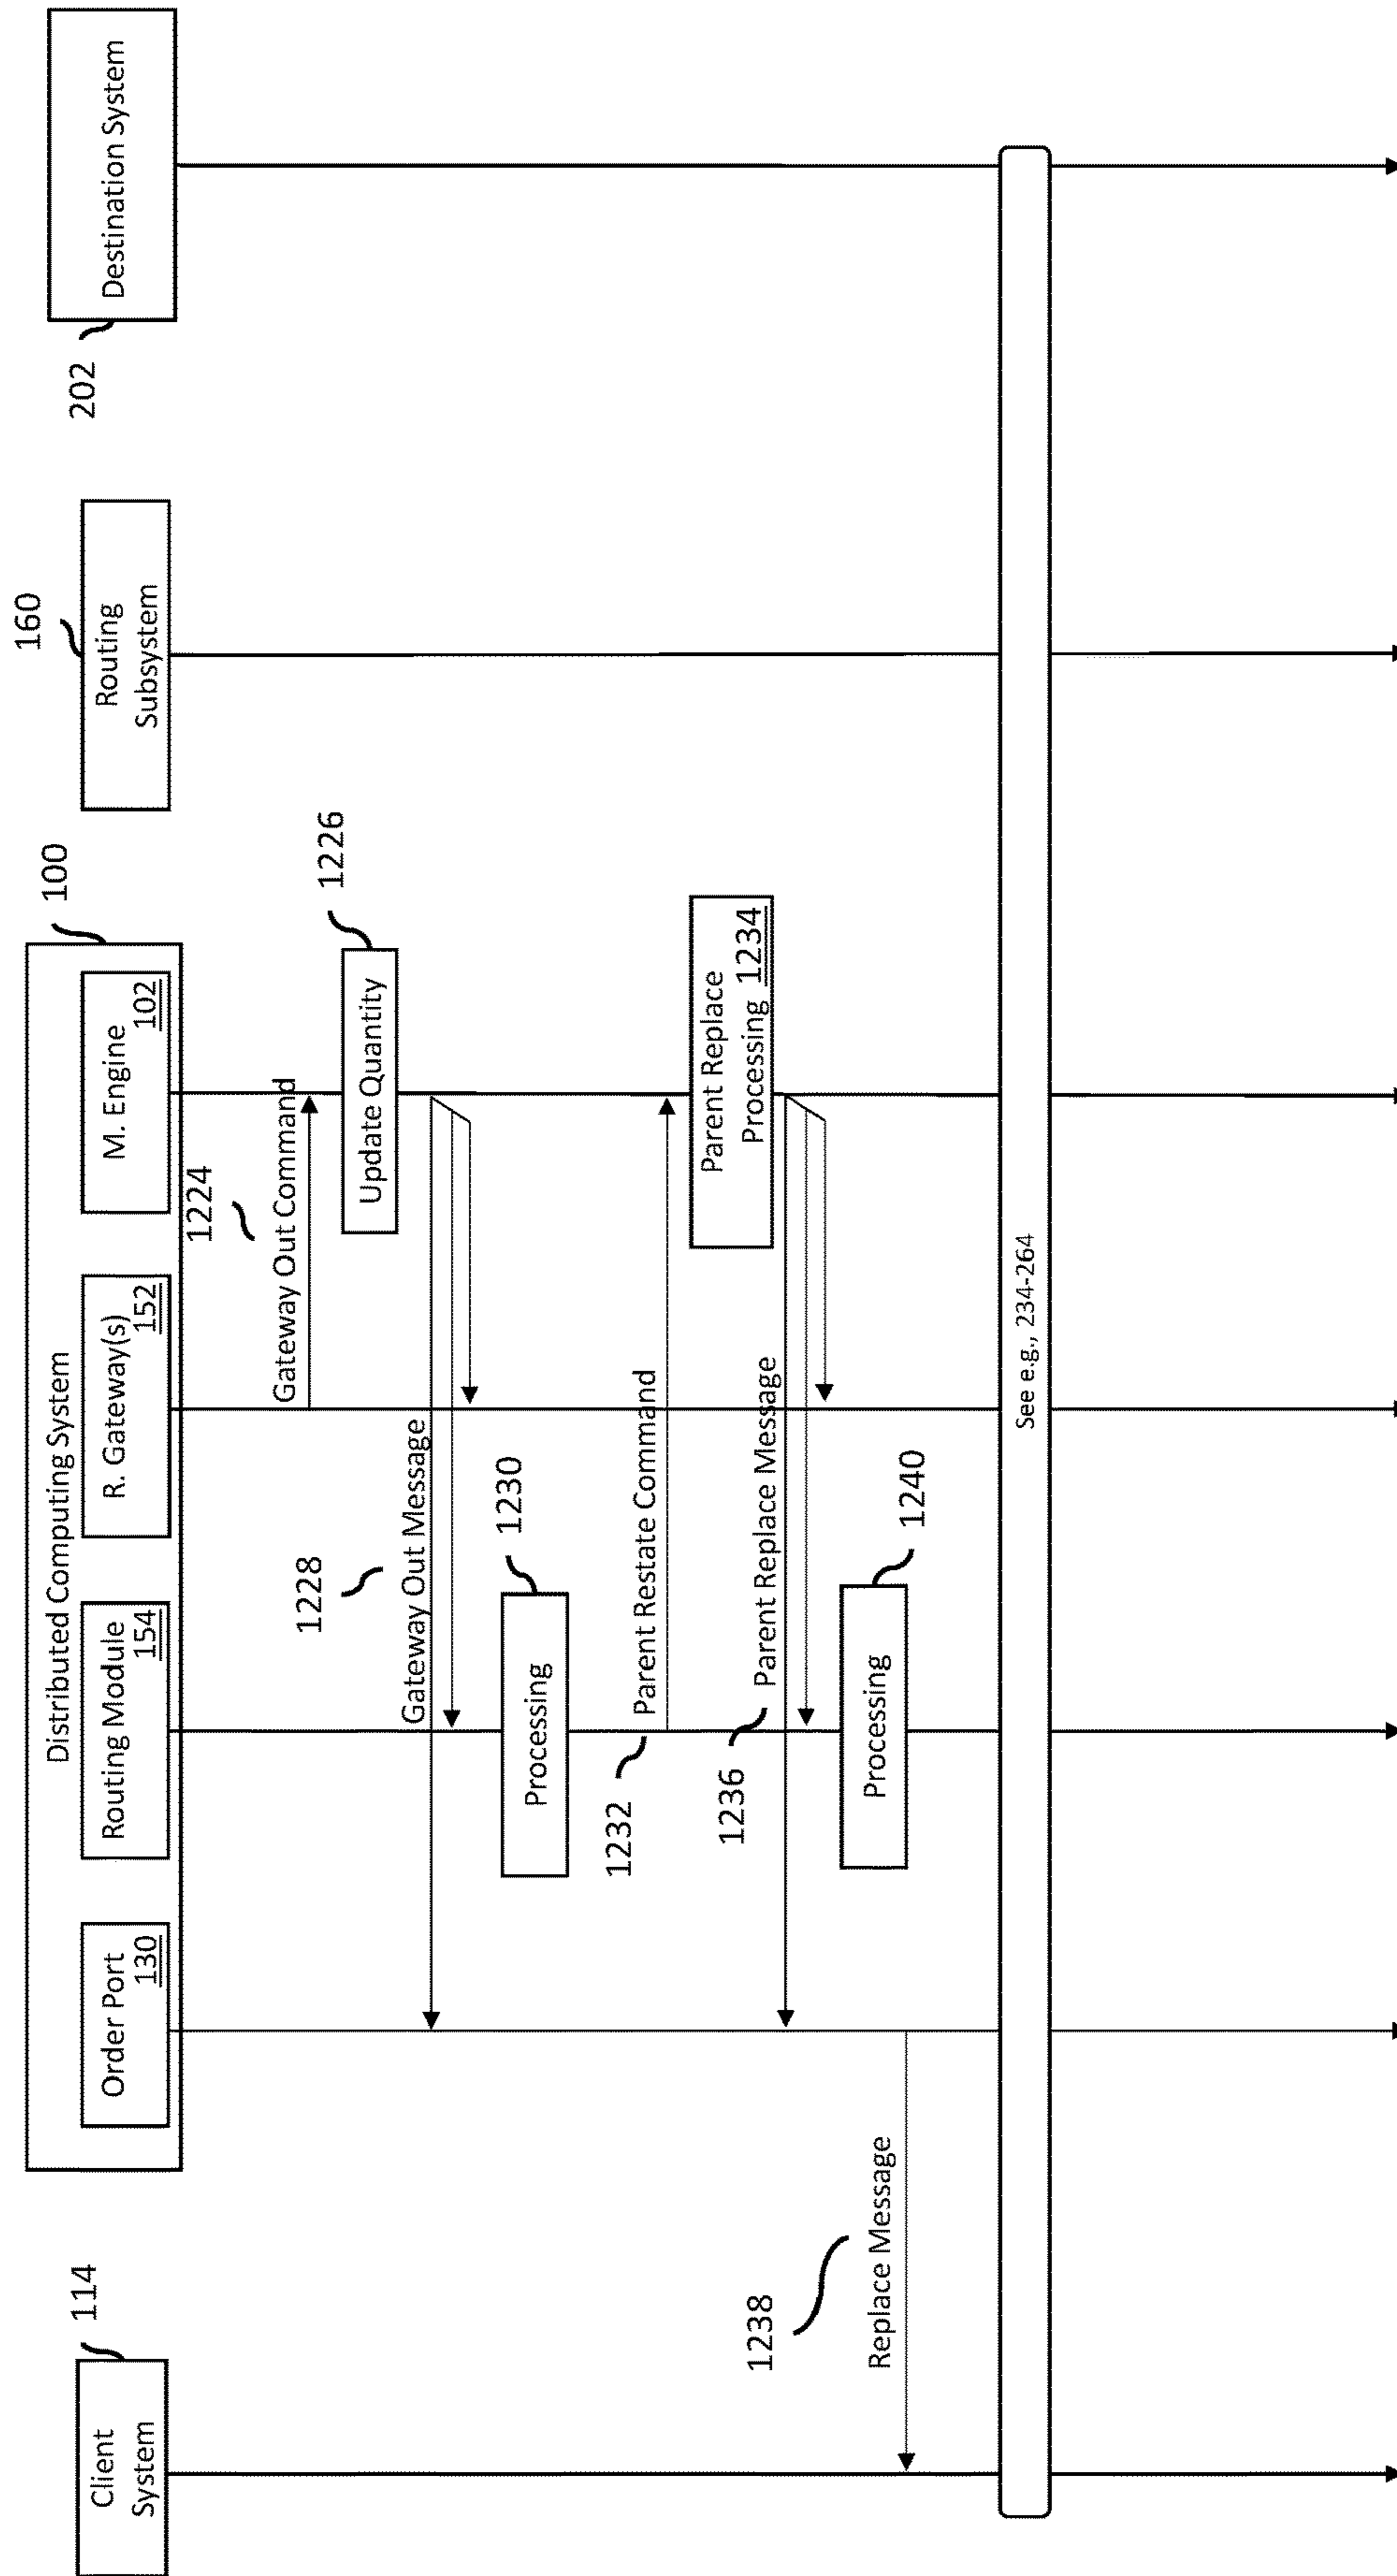 114
Client
System
Distributed Computing System
100
Order Port
130
Routing Module
154
R. Gateway(s)
152
M. Engine
102
160
Routing
Subsystem
202
Destination System
1224
Gateway Out Command
1226
Update Quantity
1228
Gateway Out Message
1230
Processing
1232
Parent Restate Command
Parent Replace
Processing 1234
1236
Parent Replace Message
1238
Replace Message
1240
Processing
See e.g., 234-264